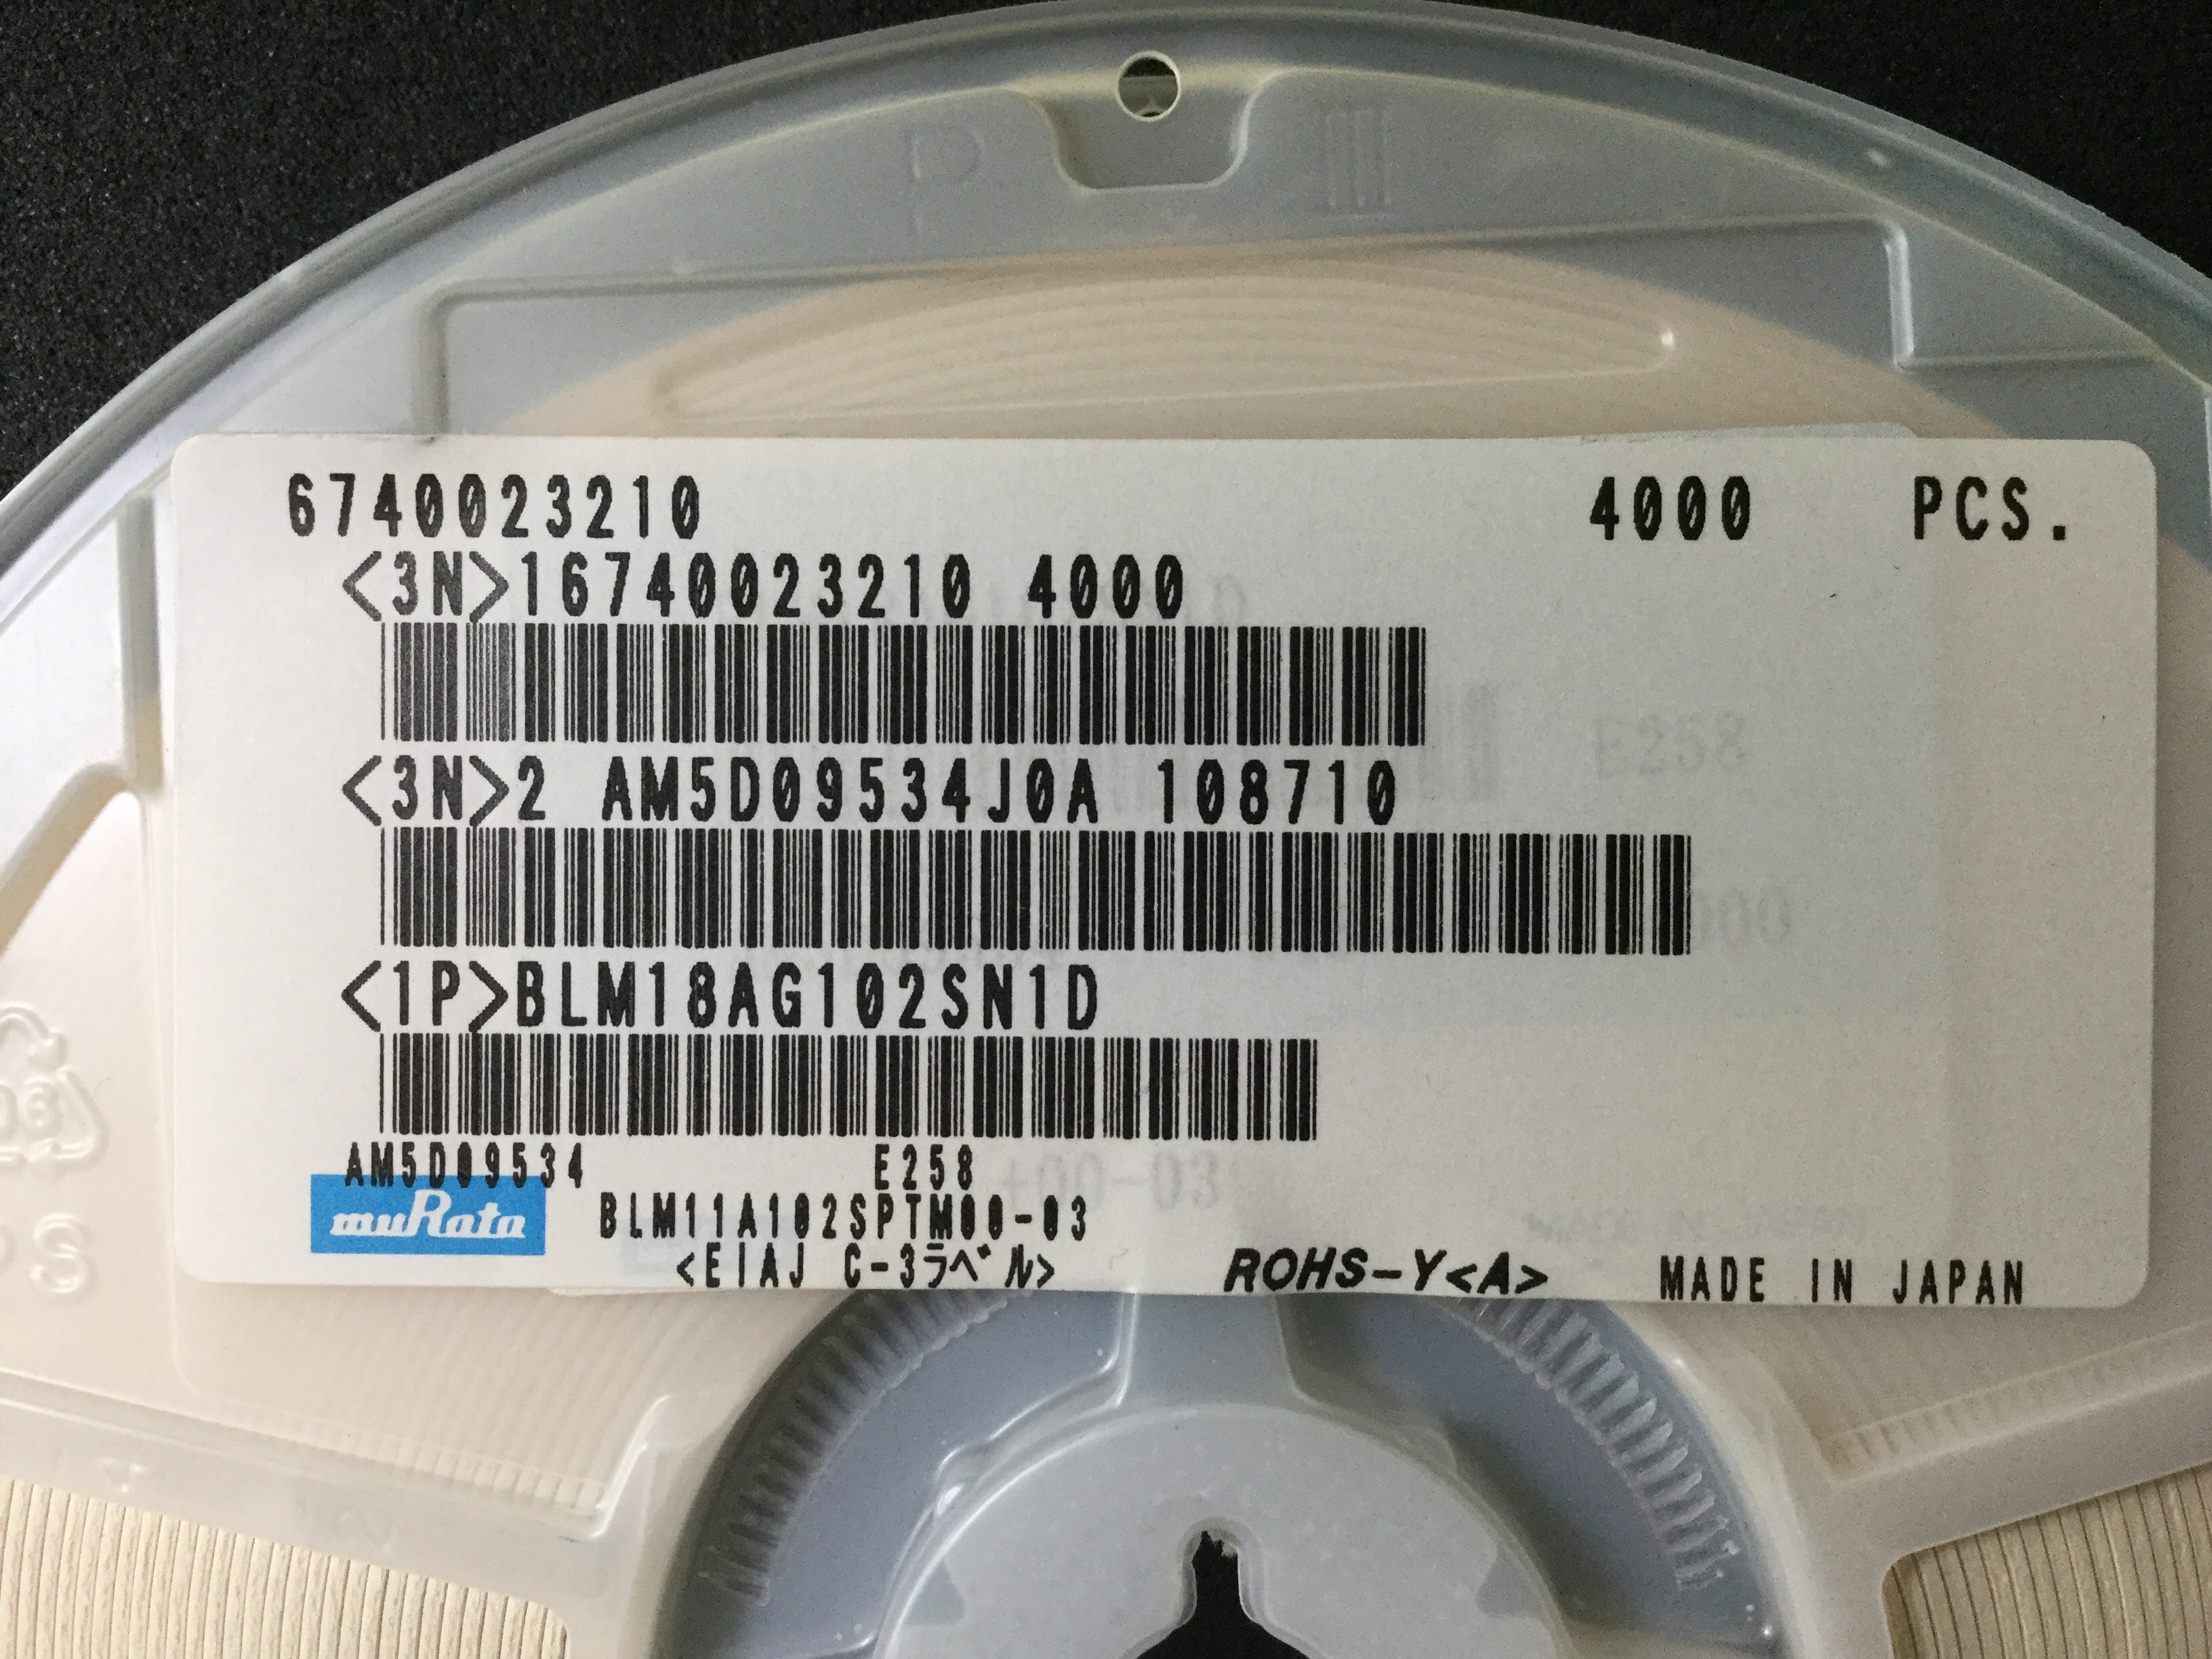 6740023210 4000 PCS.
<3N>16740023210 4000
<3N>2 AM5D09534J0A 108710
E258
<1P>BLM18AG102SN1D
AM5D09534 E258
muRata BLM11A102SPTM00-03
<EIAJ C-3ラベル> ROHS-Y<A> MADE IN JAPAN